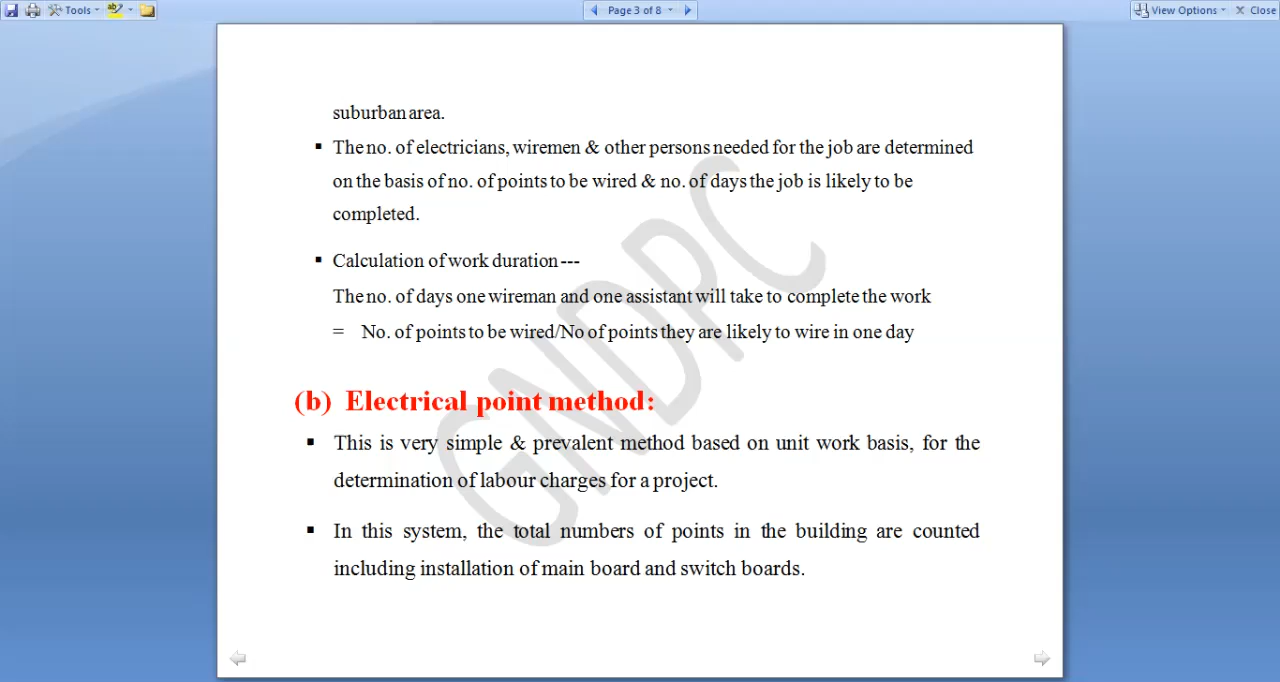 Tools
Page 3 of 8
View Options
Close
suburban area.
▪ The no. of electricians, wiremen & other persons needed for the job are determined
on the basis of no. of points to be wired & no. of days the job is likely to be
completed.
▪ Calculation of work duration ---
The no. of days one wireman and one assistant will take to complete the work
= No. of points to be wired/No of points they are likely to wire in one day
(b) Electrical point method:
▪ This is very simple & prevalent method based on unit work basis, for the
determination of labour charges for a project.
▪ In this system, the total numbers of points in the building are counted
including installation of main board and switch boards.
GNDPC